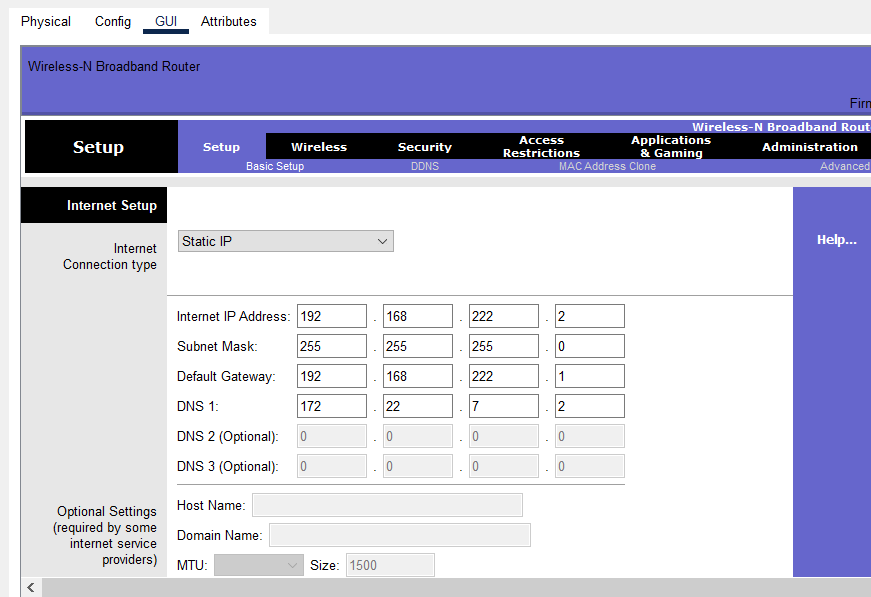 Physical Config GUI Attributes
Wireless-N Broadband Router
Wireless-N Broadband Rout
Setup
Setup Wireless Security Access Restrictions Applications & Gaming Administration
Basic Setup DDNS MAC Address Clone Advanced
Internet Setup
Internet
Connection type
Static IP
Help...
Internet IP Address: 192 . 168 . 222 . 2
Subnet Mask: 255 . 255 . 255 . 0
Default Gateway: 192 . 168 . 222 . 1
DNS 1: 172 . 22 . 7 . 2
DNS 2 (Optional): 0 . 0 . 0 . 0
DNS 3 (Optional): 0 . 0 . 0 . 0
Optional Settings
(required by some
internet service
providers)
Host Name:
Domain Name:
MTU: Size: 1500